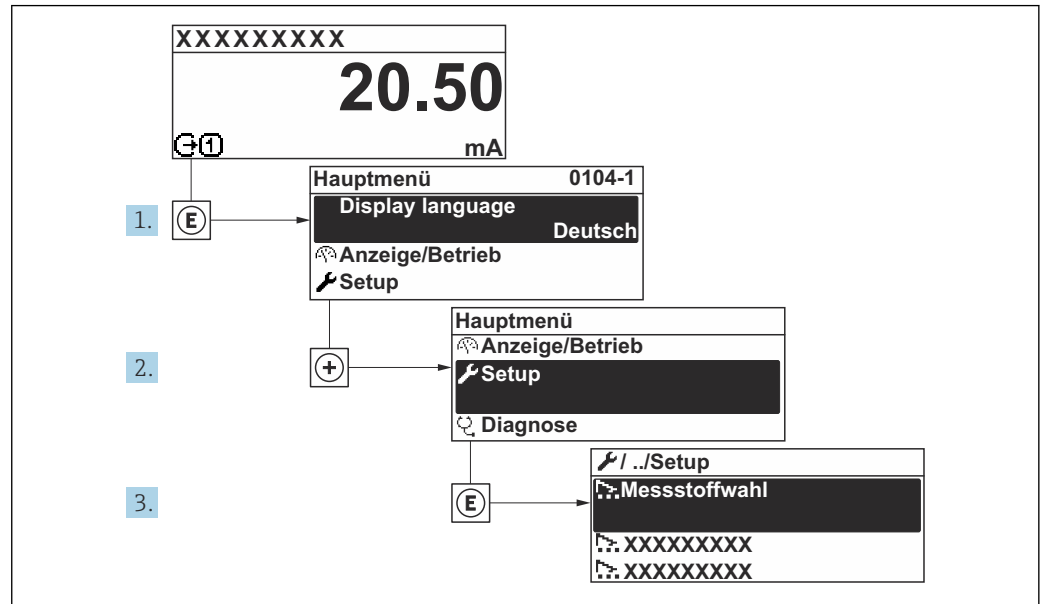 XXXXXXXXX
20.50
1 mA
Hauptmenü 0104-1
1. E Display language
Deutsch
Anzeige/Betrieb
Setup
Hauptmenü
Anzeige/Betrieb
2. + Setup
Diagnose
/ ../Setup
3. E Messstoffwahl
XXXXXXXXX
XXXXXXXXX